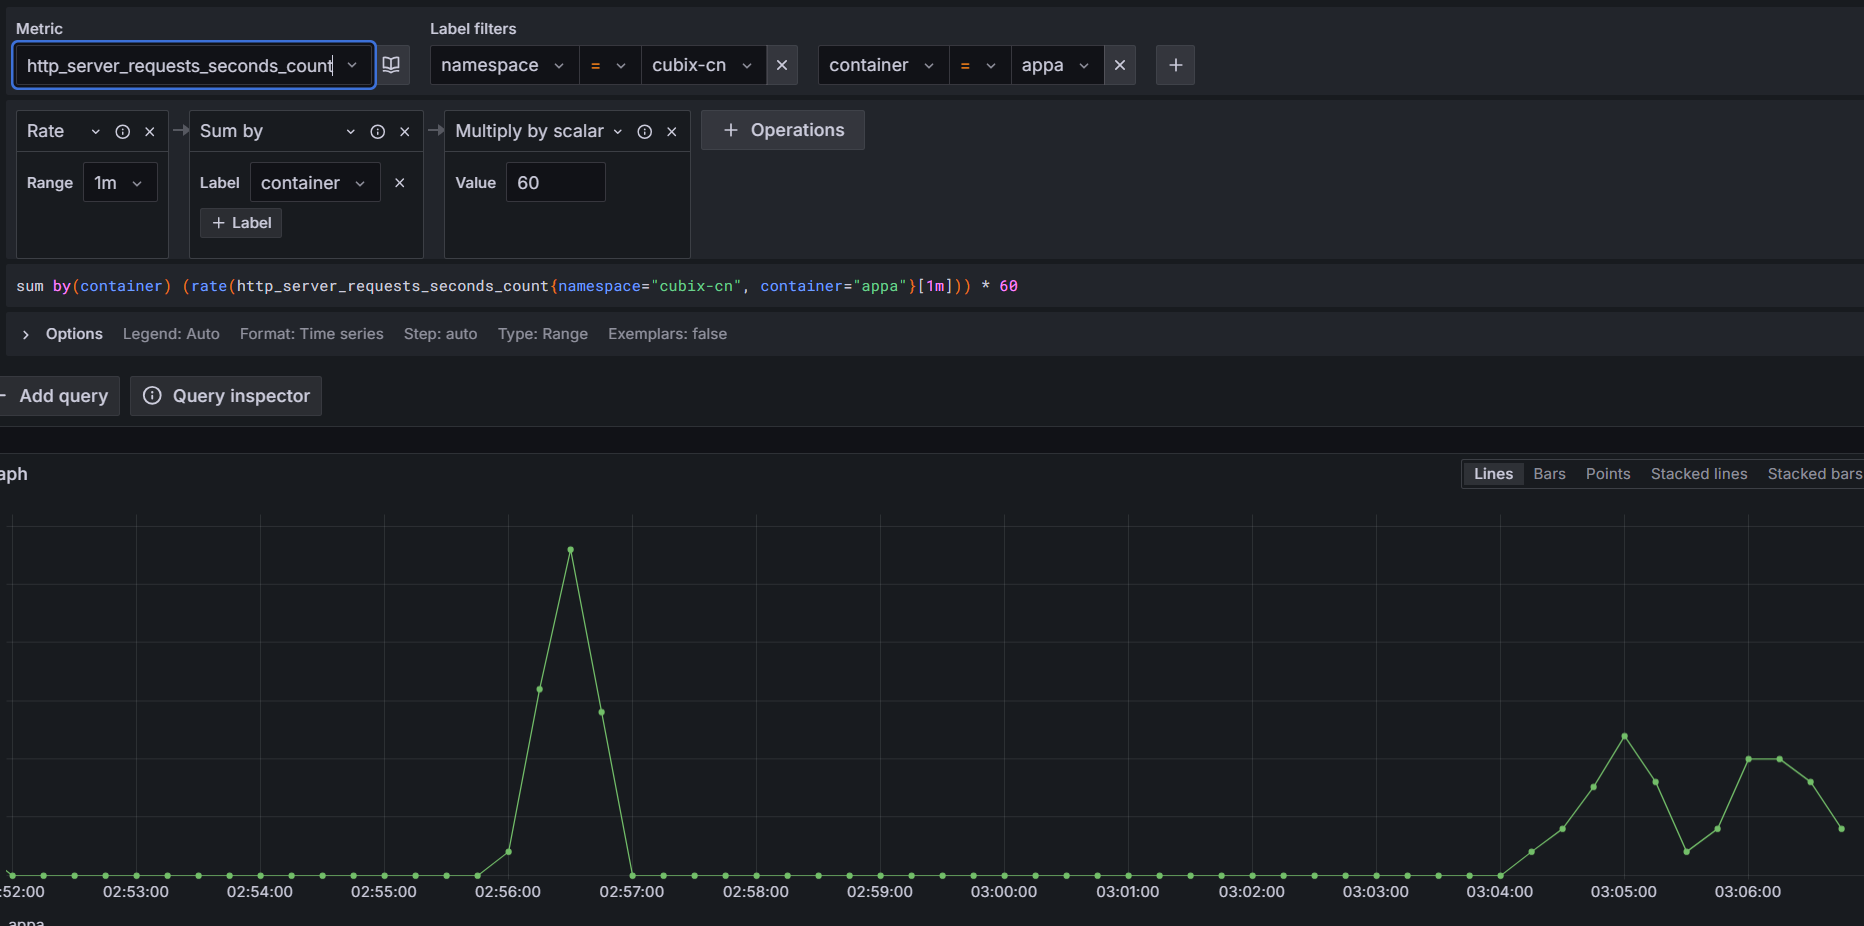 Metric
Label filters
http_server_requests_seconds_count
namespace = cubix-cn
container = appa
Rate
Sum by
Multiply by scalar
Operations
Range 1m
Label container
Value 60
Label
sum by(container) (rate(http_server_requests_seconds_count{namespace="cubix-cn", container="appa"}[1m])) * 60
Options Legend: Auto Format: Time series Step: auto Type: Range Exemplars: false
Add query
Query inspector
aph
Lines Bars Points Stacked lines Stacked bars
:52:00 02:53:00 02:54:00 02:55:00 02:56:00 02:57:00 02:58:00 02:59:00 03:00:00 03:01:00 03:02:00 03:03:00 03:04:00 03:05:00 03:06:00
appa